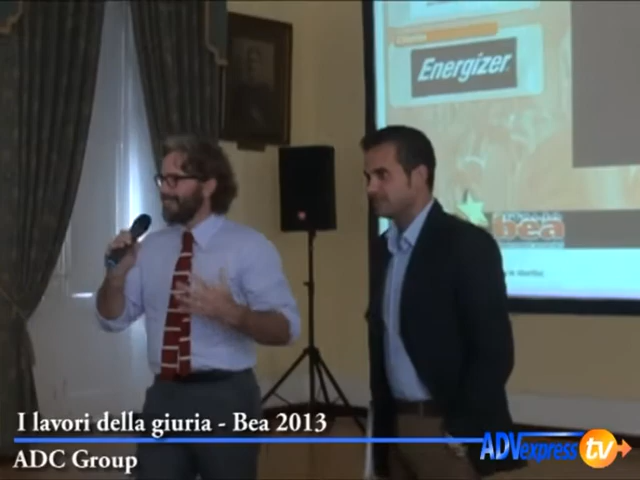 Energizer
bea
I lavori della giuria - Bea 2013
ADC Group
ADVexpress tv